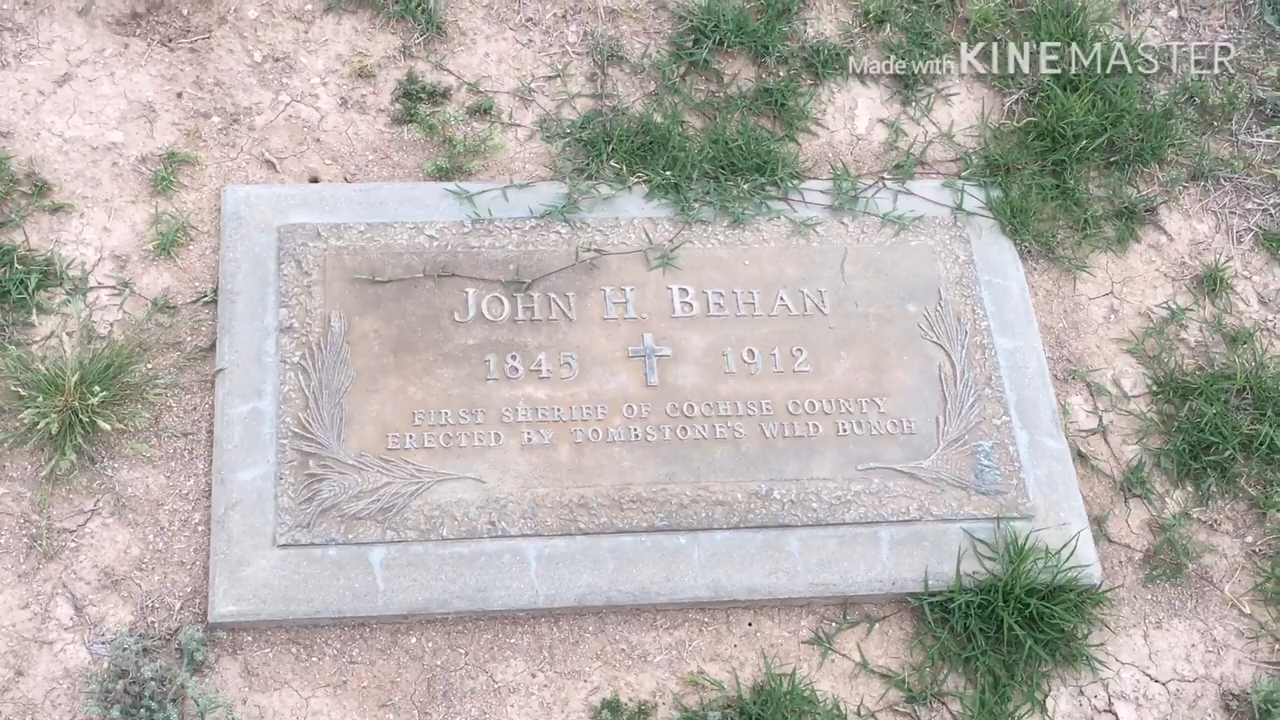 Made with KINEMASTER
JOHN H. BEHAN
1845 1912
FIRST SHERIFF OF COCHISE COUNTY
ERECTED BY TOMBSTONE'S WILD BUNCH